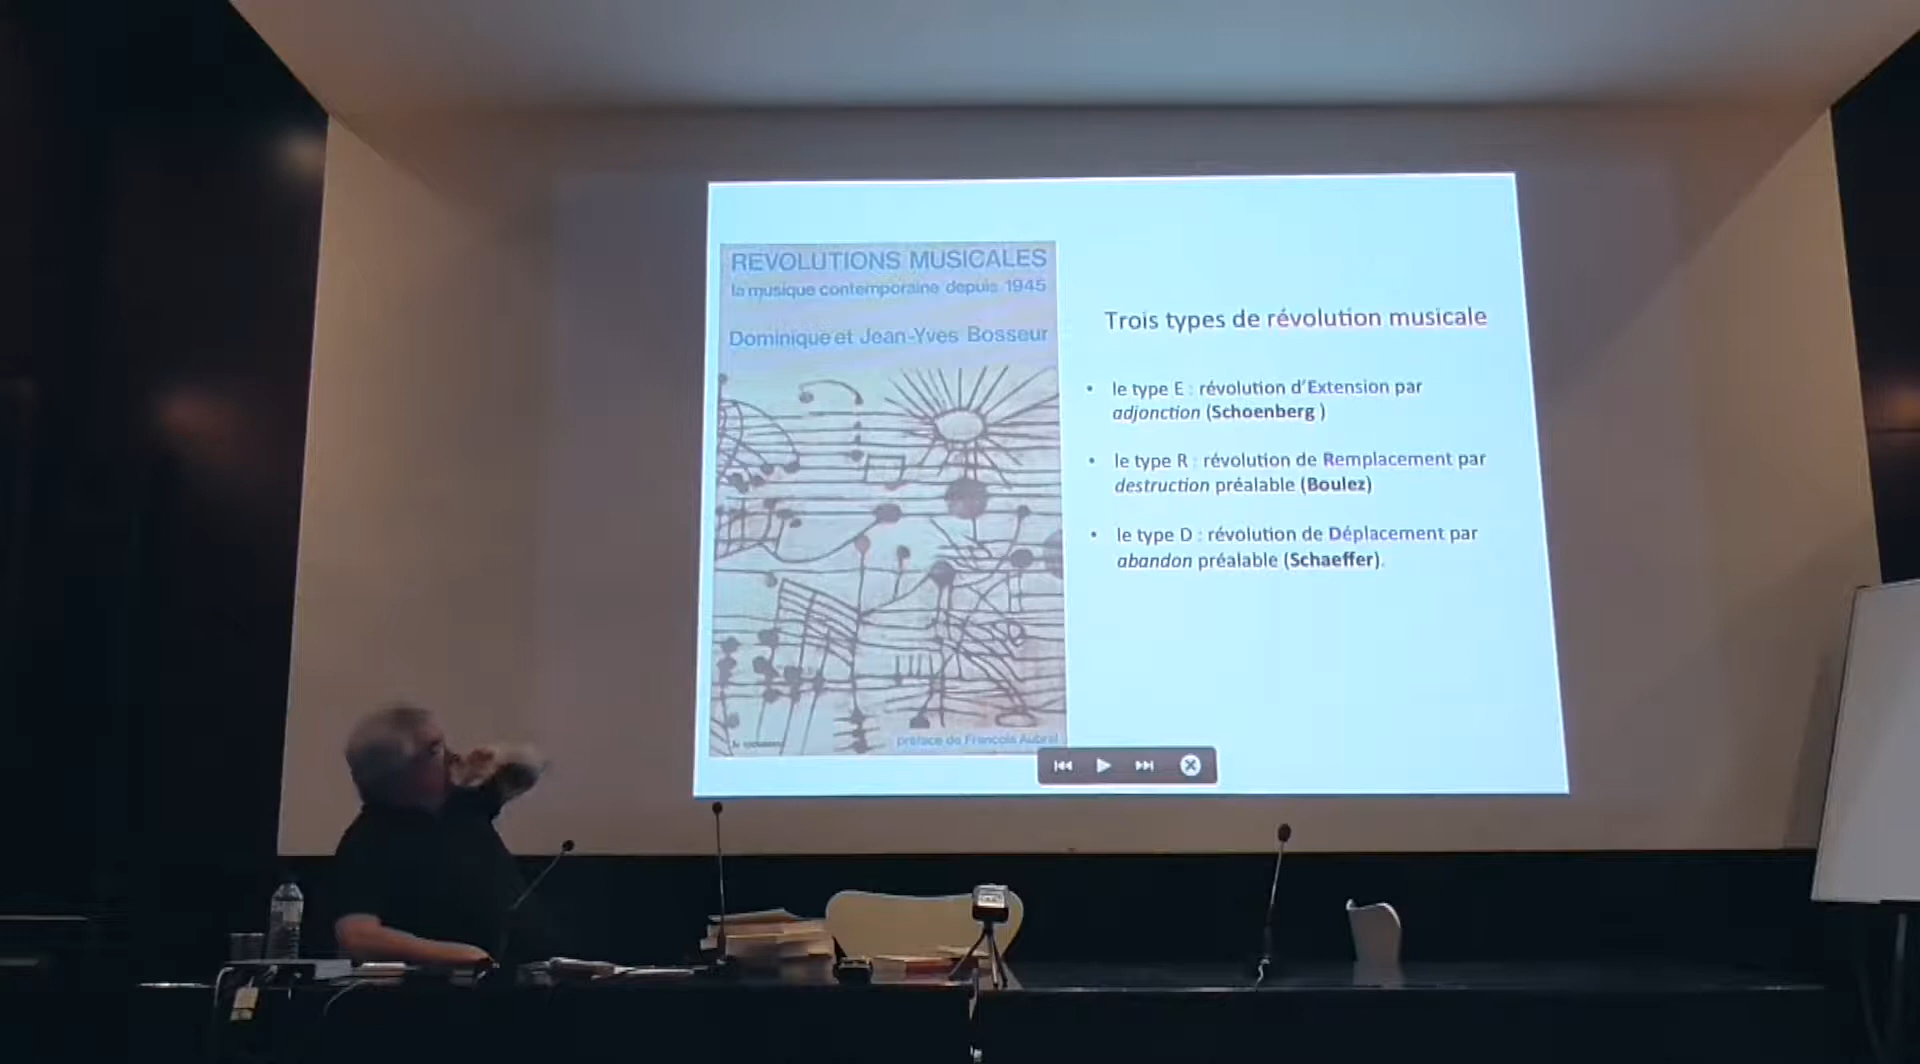 REVOLUTIONS MUSICALES
la musique contemporaine depuis 1945
Dominique et Jean-Yves Bosseur
préface de François Aubral
Trois types de révolution musicale
• le type E : révolution d'Extension par
adjonction (Schoenberg )
• le type R : révolution de Remplacement par
destruction préalable (Boulez)
• le type D : révolution de Déplacement par
abandon préalable (Schaeffer).